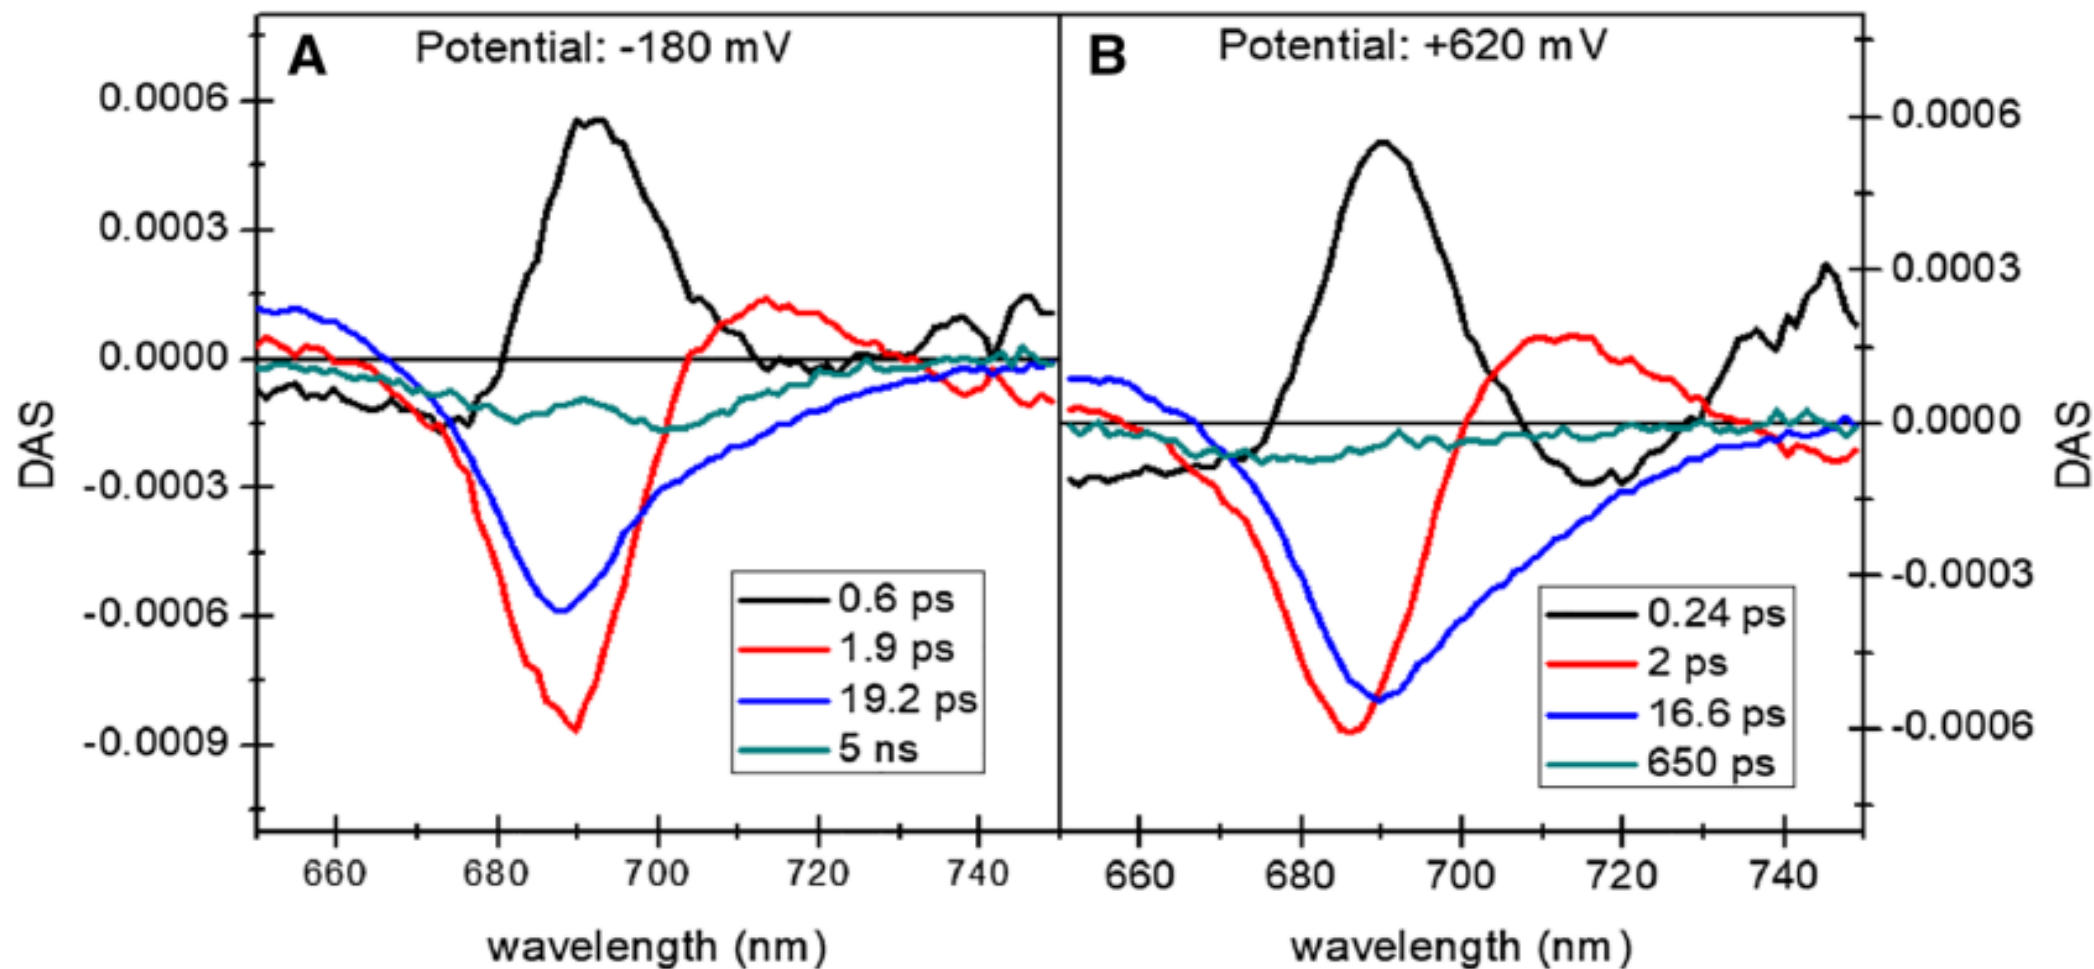 A
Potential: -180 mV
B
Potential: +620 mV
0.0006
0.0003
0.0000
-0.0003
-0.0006
-0.0009
DAS
0.0006
0.0003
0.0000
-0.0003
-0.0006
DAS
0.6 ps
1.9 ps
19.2 ps
5 ns
0.24 ps
2 ps
16.6 ps
650 ps
660 680 700 720 740
660 680 700 720 740
wavelength (nm)
wavelength (nm)